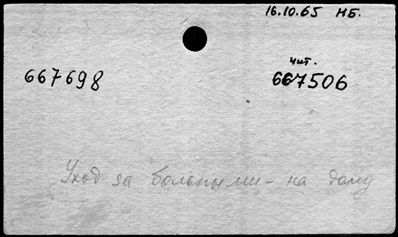 16.10.65 НБ.
чит.
667698 667506
Уход за больными - на дому